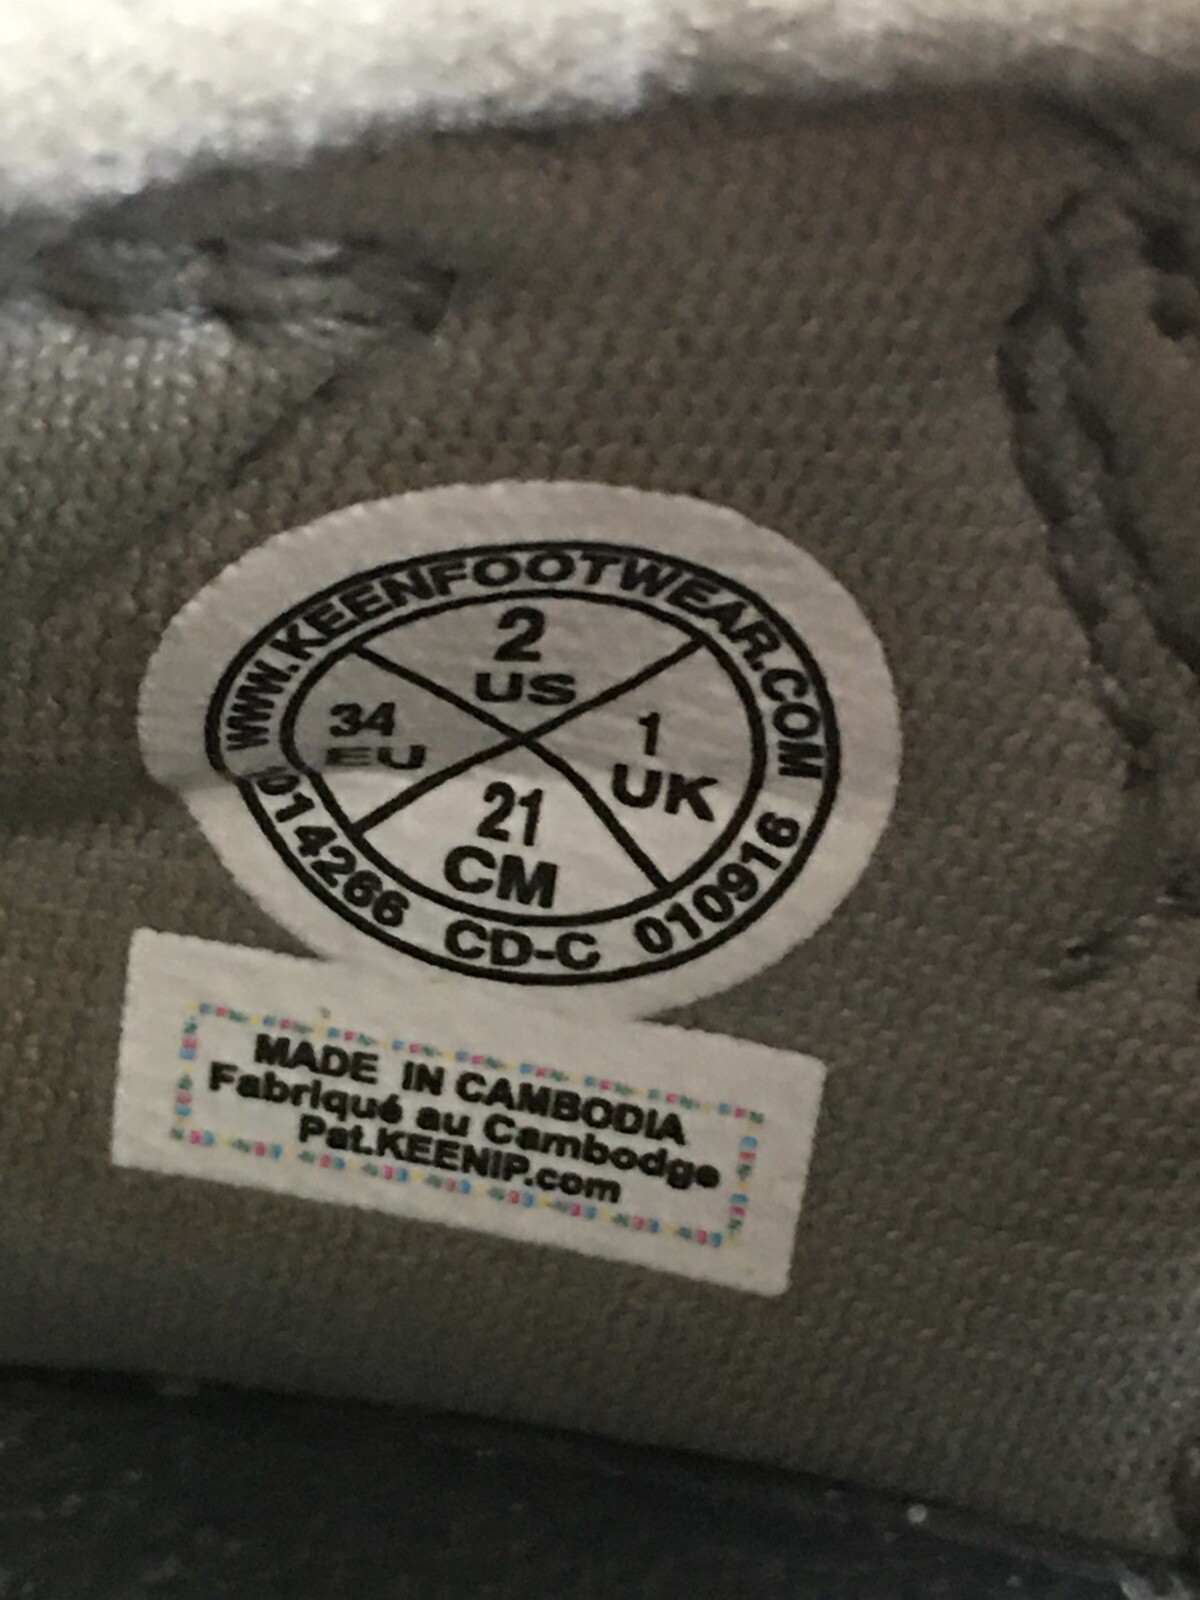 WWW.KEENFOOTWEAR.COM
2
US
34
EU
1
UK
21
CM
1014266 CD-C 010916
MADE IN CAMBODIA
Fabriqué au Cambodge
Pat.KEENIP.com